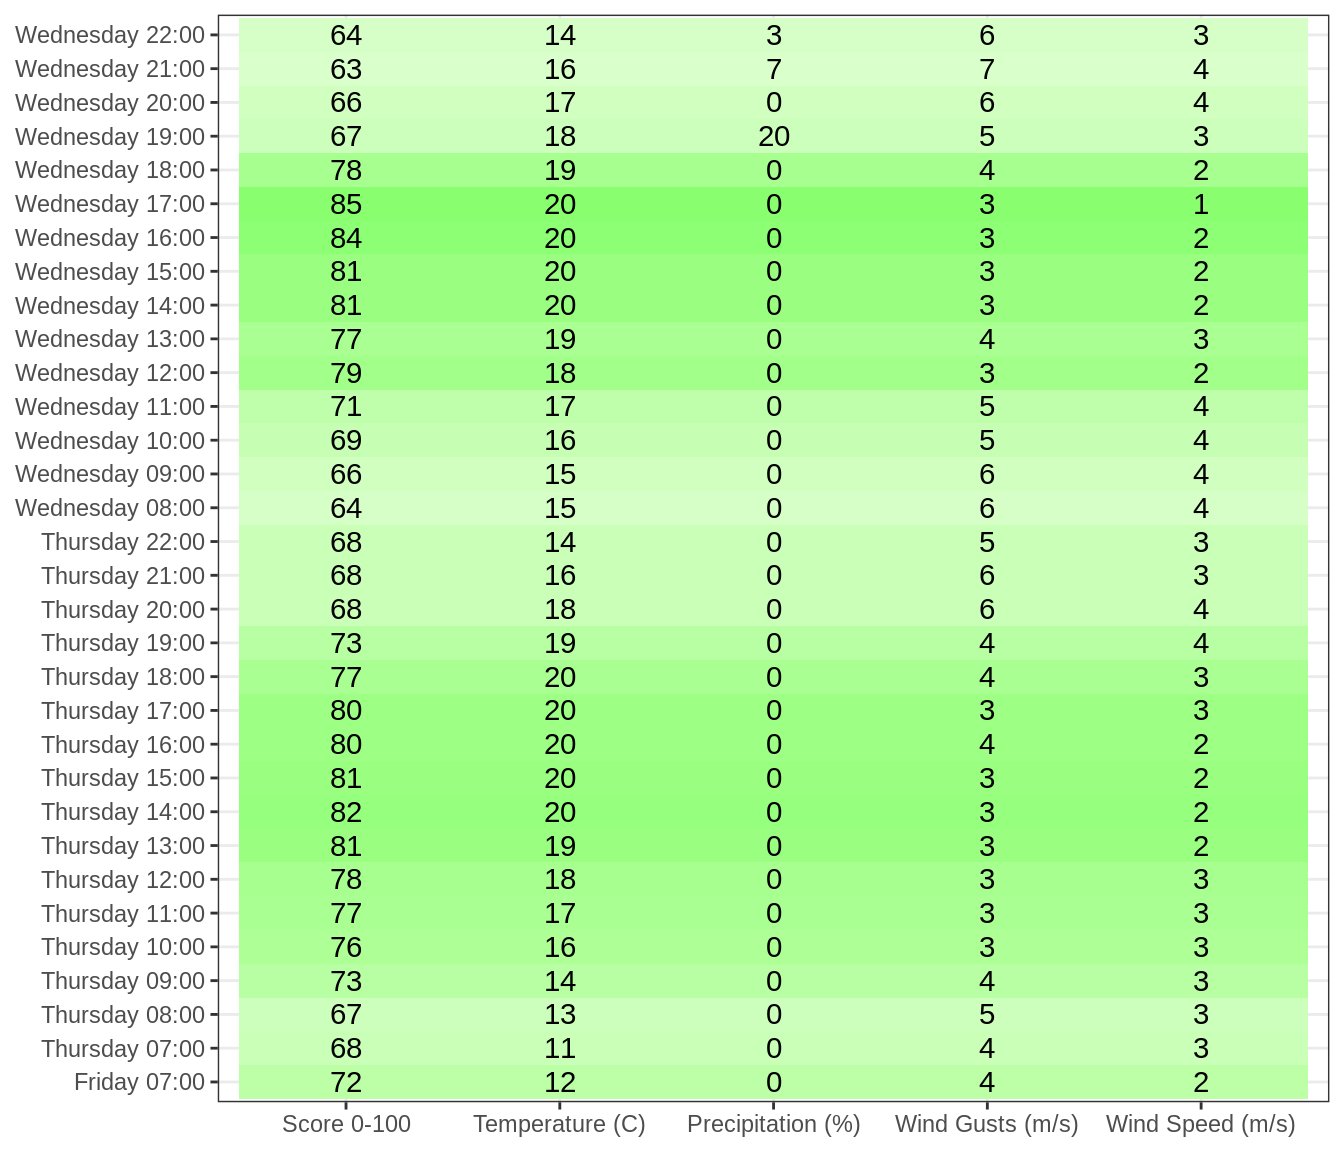 Wednesday 22:00 64 14 3 6 3
Wednesday 21:00 63 16 7 7 4
Wednesday 20:00 66 17 0 6 4
Wednesday 19:00 67 18 20 5 3
Wednesday 18:00 78 19 0 4 2
Wednesday 17:00 85 20 0 3 1
Wednesday 16:00 84 20 0 3 2
Wednesday 15:00 81 20 0 3 2
Wednesday 14:00 81 20 0 3 2
Wednesday 13:00 77 19 0 4 3
Wednesday 12:00 79 18 0 3 2
Wednesday 11:00 71 17 0 5 4
Wednesday 10:00 69 16 0 5 4
Wednesday 09:00 66 15 0 6 4
Wednesday 08:00 64 15 0 6 4
Thursday 22:00 68 14 0 5 3
Thursday 21:00 68 16 0 6 3
Thursday 20:00 68 18 0 6 4
Thursday 19:00 73 19 0 4 4
Thursday 18:00 77 20 0 4 3
Thursday 17:00 80 20 0 3 3
Thursday 16:00 80 20 0 4 2
Thursday 15:00 81 20 0 3 2
Thursday 14:00 82 20 0 3 2
Thursday 13:00 81 19 0 3 2
Thursday 12:00 78 18 0 3 3
Thursday 11:00 77 17 0 3 3
Thursday 10:00 76 16 0 3 3
Thursday 09:00 73 14 0 4 3
Thursday 08:00 67 13 0 5 3
Thursday 07:00 68 11 0 4 3
Friday 07:00 72 12 0 4 2
Score 0-100 Temperature (C) Precipitation (%) Wind Gusts (m/s) Wind Speed (m/s)